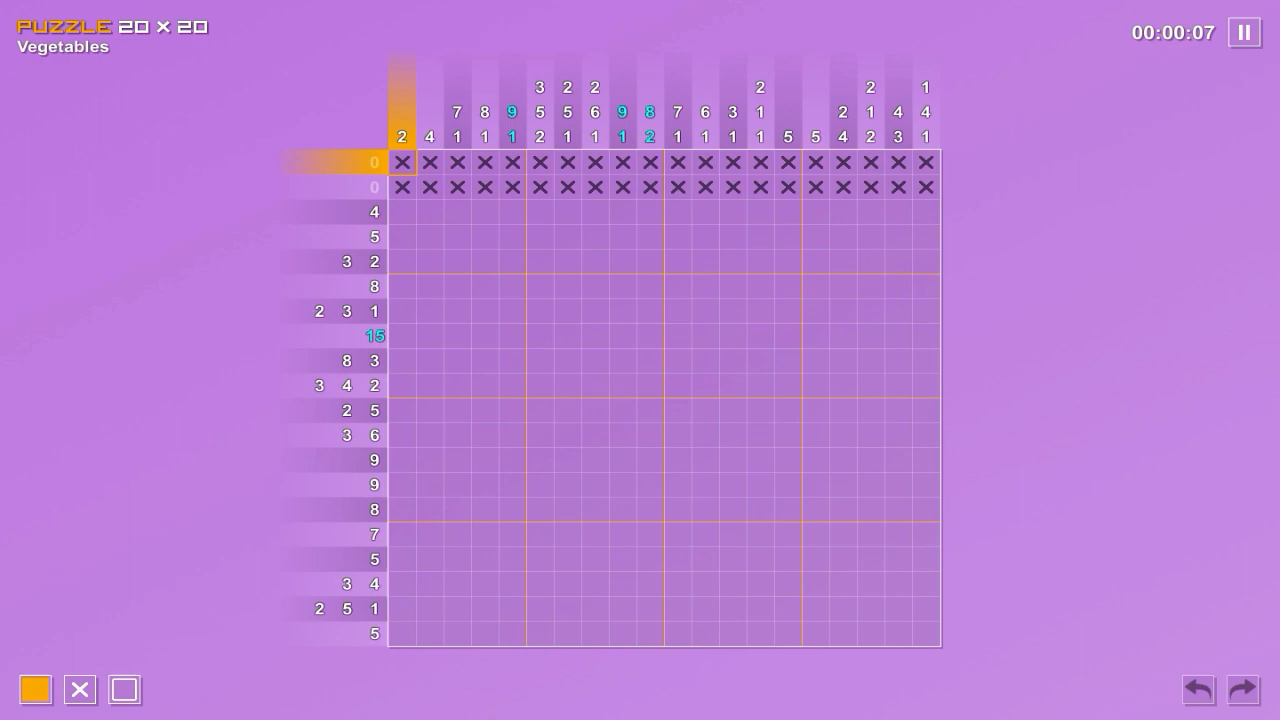 PUZZLE 20 × 20
Vegetables
00:00:07
3 2 2 2 2 1
7 8 9 5 5 6 9 8 7 6 3 1 2 1 4 4
2 4 1 1 1 2 1 1 1 2 1 1 1 1 5 5 4 2 3 1
0
0
4
5
3 2
8
2 3 1
15
8 3
3 4 2
2 5
3 6
9
9
8
7
5
3 4
2 5 1
5